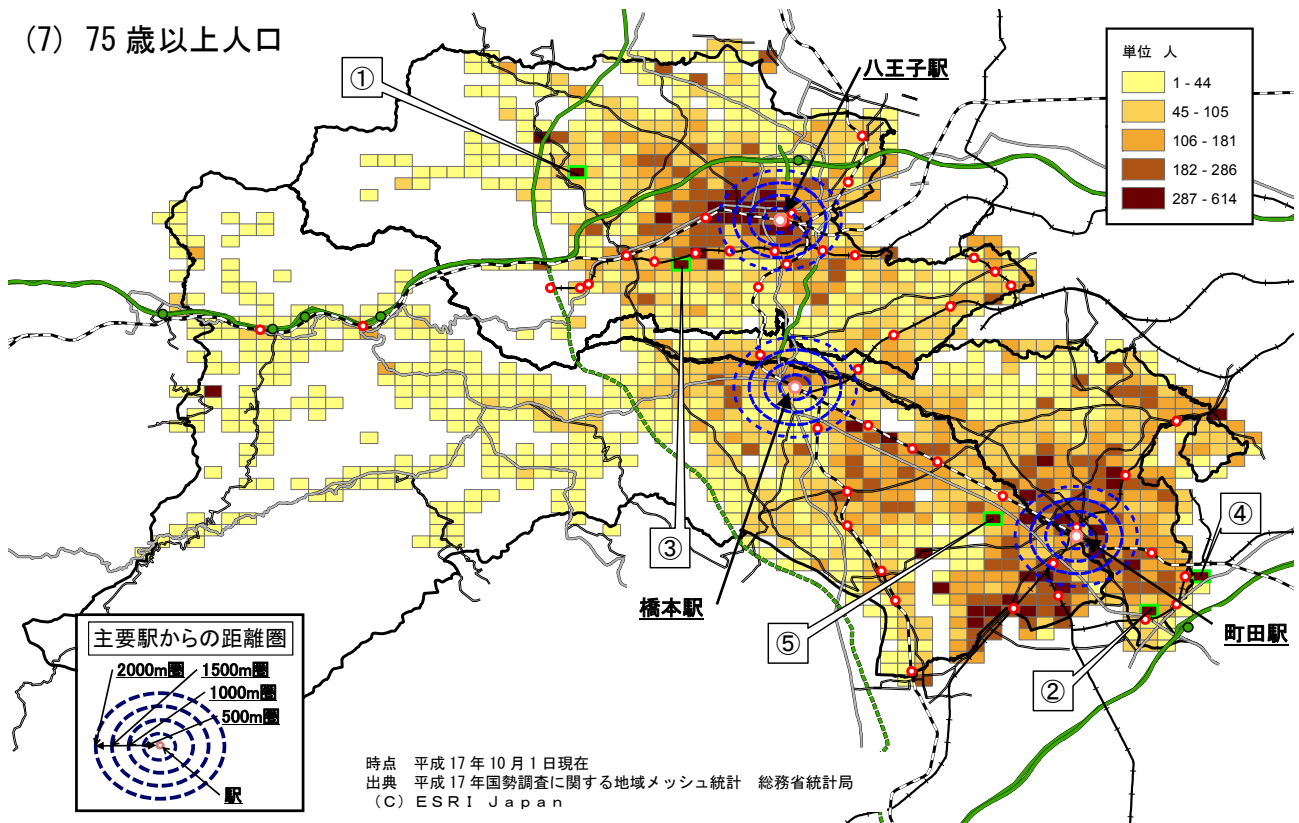 (7) 75歳以上人口
①
八王子駅
単位 人
1 - 44
45 - 105
106 - 181
182 - 286
287 - 614
③
④
橋本駅
⑤
町田駅
②
主要駅からの距離圏
2000m圏
1500m圏
1000m圏
500m圏
駅
時点 平成17年10月1日現在
出典 平成17年国勢調査に関する地域メッシュ統計 総務省統計局
(C) ESRI Japan